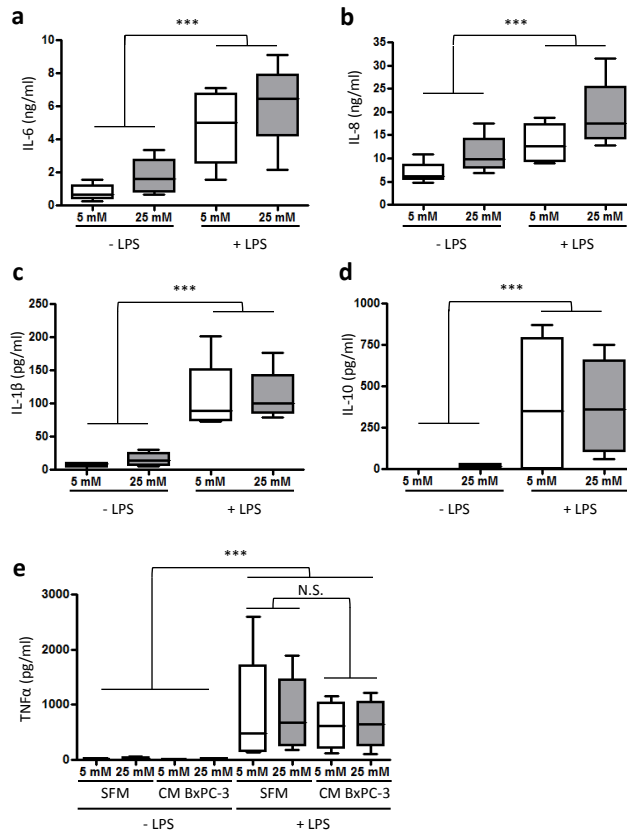 a
***
IL-6 (ng/ml)
10
8
6
4
2
0
5 mM 25 mM 5 mM 25 mM
- LPS + LPS
b
***
IL-8 (ng/ml)
35
30
25
20
15
10
5
0
5 mM 25 mM 5 mM 25 mM
- LPS + LPS
c
***
IL-1β (pg/ml)
250
200
150
100
50
0
5 mM 25 mM 5 mM 25 mM
- LPS + LPS
d
***
IL-10 (pg/ml)
1000
750
500
250
0
5 mM 25 mM 5 mM 25 mM
- LPS + LPS
e
***
N.S.
TNFα (pg/ml)
3000
2000
1000
0
5 mM 25 mM 5 mM 25 mM 5 mM 25 mM 5 mM 25 mM
SFM CM BxPC-3 SFM CM BxPC-3
- LPS + LPS